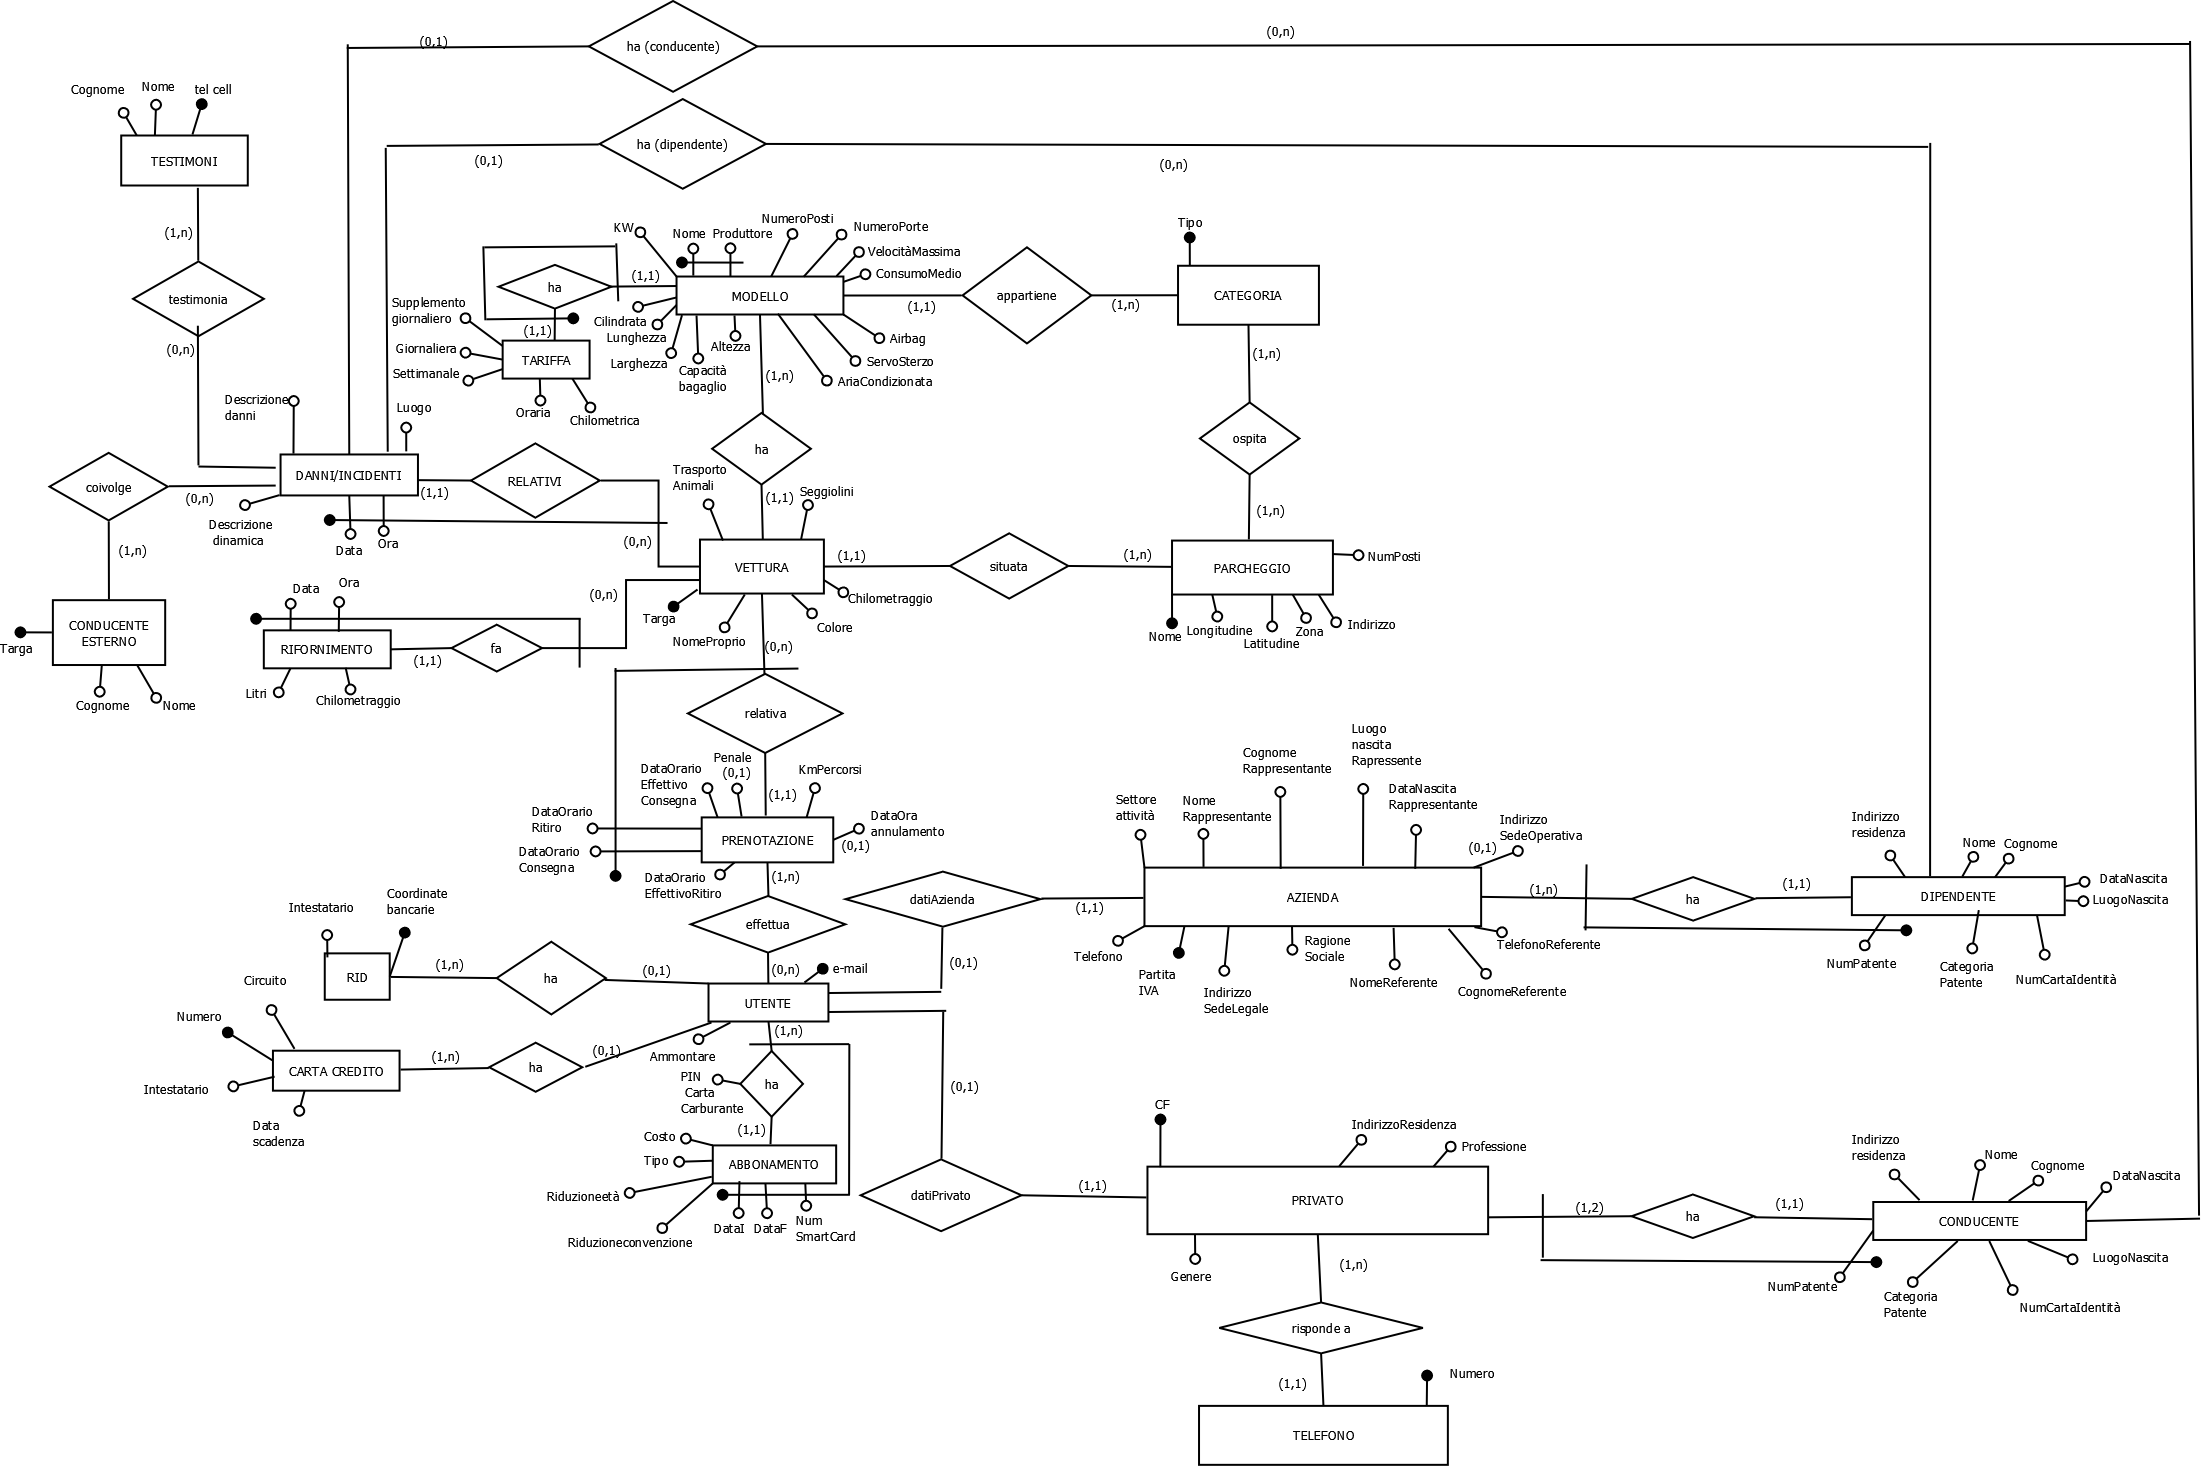 (0,1)
ha (conducente)
(0,n)
Cognome
Nome
tel cell
TESTIMONI
(0,1)
ha (dipendente)
(0,n)
(1,n)
testimonia
(0,n)
KW
Nome
Produttore
NumeroPosti
NumeroPorte
VelocitàMassima
ConsumoMedio
ha
(1,1)
MODELLO
(1,1)
appartiene
(1,n)
Tipo
CATEGORIA
Supplemento
giornaliero
(1,1)
Cilindrata
Lunghezza
Larghezza
Capacità
bagaglio
Altezza
Airbag
ServoSterzo
AriaCondizionata
Giornaliera
TARIFFA
Settimanale
Oraria
Chilometrica
(1,n)
(1,n)
Descrizione
danni
Luogo
ha
ospita
coivolge
(0,n)
DANNI/INCIDENTI
(1,1)
RELATIVI
Trasporto
Animali
(1,1)
Seggiolini
(1,n)
Descrizione
dinamica
Data
Ora
(0,n)
(1,n)
VETTURA
(1,1)
situata
(1,n)
PARCHEGGIO
NumPosti
Data
Ora
(0,n)
Targa
NomeProprio
Colore
Chilometraggio
Nome
Longitudine
Latitudine
Zona
Indirizzo
CONDUCENTE
ESTERNO
Targa
Cognome
Nome
RIFORNIMENTO
(1,1)
fa
Litri
Chilometraggio
(0,n)
relativa
DataOrario
Effettivo
Consegna
Penale
(0,1)
KmPercorsi
(1,1)
DataOrario
Ritiro
DataOrario
Consegna
PRENOTAZIONE
DataOra
annulamento
(0,1)
DataOrario
EffettivoRitiro
(1,n)
Settore
attività
Nome
Rappresentante
Cognome
Rappresentante
Luogo
nascita
Rappressente
DataNascita
Rappresentante
Indirizzo
SedeOperativa
(0,1)
Indirizzo
residenza
Nome
Cognome
DataNascita
LuogoNascita
effettua
datiAzienda
(1,1)
AZIENDA
(1,n)
ha
(1,1)
DIPENDENTE
Telefono
Partita
IVA
Indirizzo
SedeLegale
Ragione
Sociale
NomeReferente
CognomeReferente
TelefonoReferente
NumPatente
Categoria
Patente
NumCartaIdentità
Intestatario
Coordinate
bancarie
RID
(1,n)
ha
(0,1)
(0,n)
e-mail
(0,1)
UTENTE
Circuito
Numero
CARTA CREDITO
Intestatario
Data
scadenza
(1,n)
ha
(0,1)
Ammontare
(1,n)
PIN
Carta
Carburante
ha
(0,1)
(1,1)
Costo
Tipo
ABBONAMENTO
Riduzioneetà
Riduzioneconvenzione
DataI
DataF
Num
SmartCard
datiPrivato
(1,1)
CF
IndirizzoResidenza
Professione
PRIVATO
Genere
(1,2)
ha
(1,1)
Indirizzo
residenza
Nome
Cognome
DataNascita
CONDUCENTE
LuogoNascita
NumPatente
Categoria
Patente
NumCartaIdentità
(1,n)
risponde a
(1,1)
Numero
TELEFONO